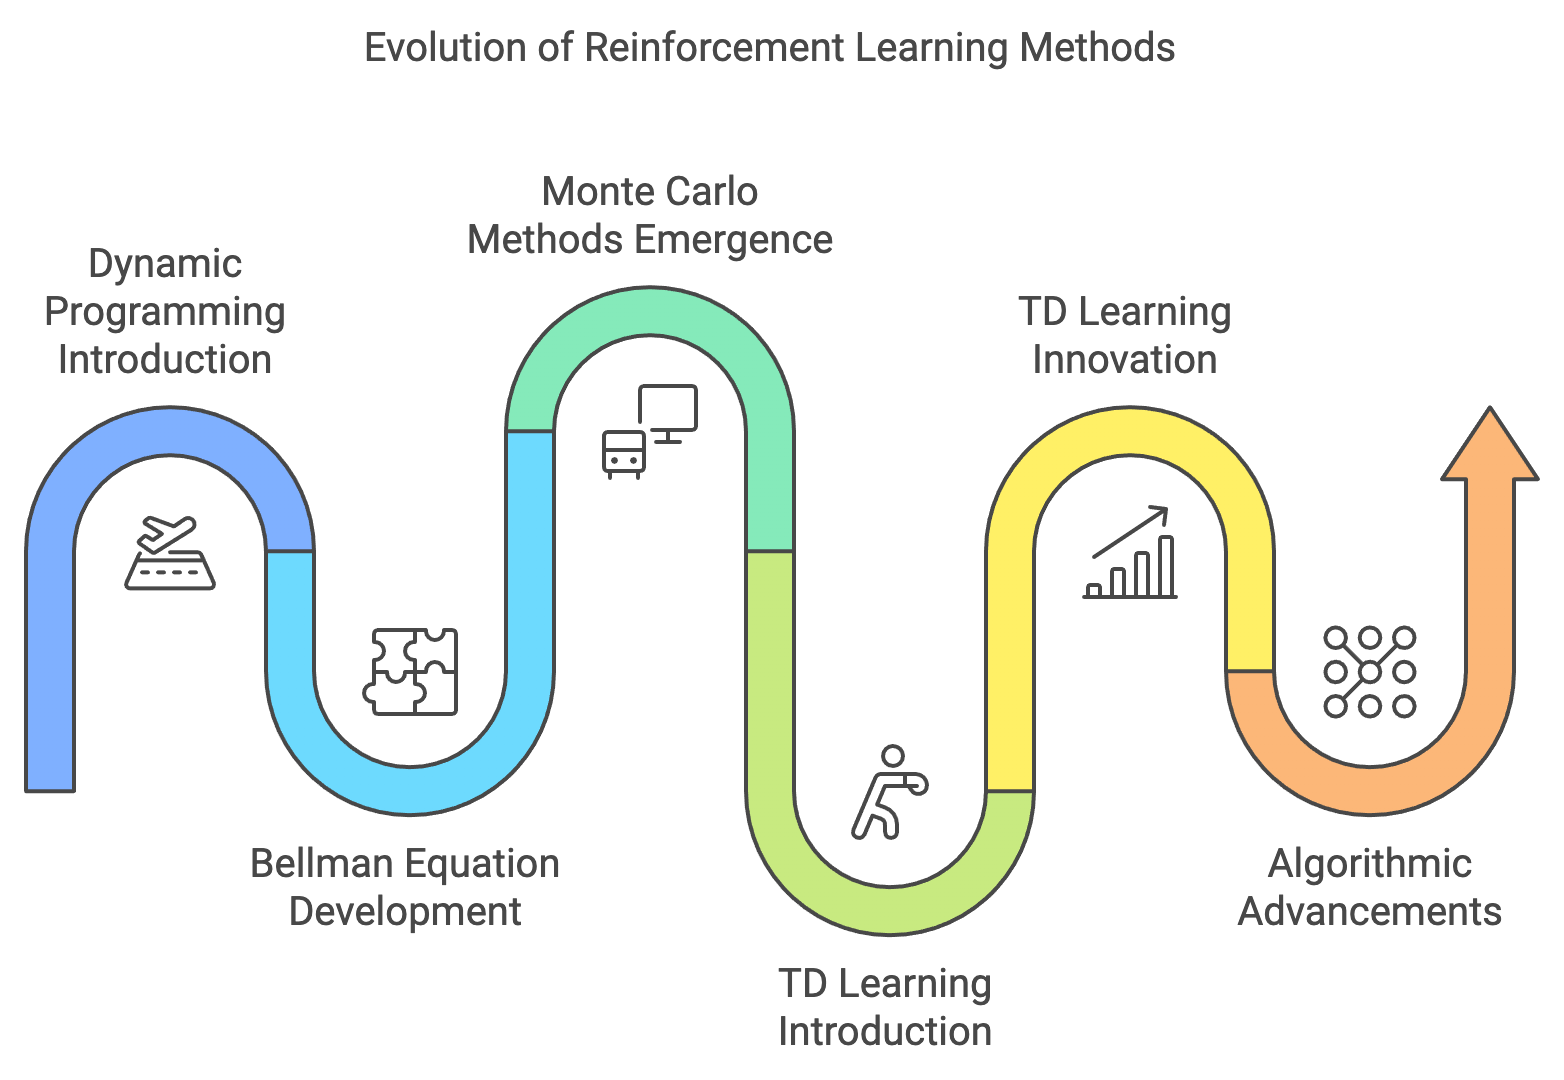 Evolution of Reinforcement Learning Methods
Dynamic
Programming
Introduction
Bellman Equation
Development
Monte Carlo
Methods Emergence
TD Learning
Introduction
TD Learning
Innovation
Algorithmic
Advancements